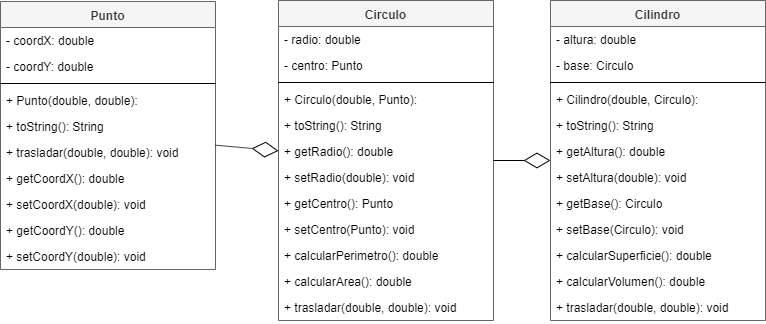 Punto
- coordX: double
- coordY: double
+ Punto(double, double):
+ toString(): String
+ trasladar(double, double): void
+ getCoordX(): double
+ setCoordX(double): void
+ getCoordY(): double
+ setCoordY(double): void
Circulo
- radio: double
- centro: Punto
+ Circulo(double, Punto):
+ toString(): String
+ getRadio(): double
+ setRadio(double): void
+ getCentro(): Punto
+ setCentro(Punto): void
+ calcularPerimetro(): double
+ calcularArea(): double
+ trasladar(double, double): void
Cilindro
- altura: double
- base: Circulo
+ Cilindro(double, Circulo):
+ toString(): String
+ getAltura(): double
+ setAltura(double): void
+ getBase(): Circulo
+ setBase(Circulo): void
+ calcularSuperficie(): double
+ calcularVolumen(): double
+ trasladar(double, double): void